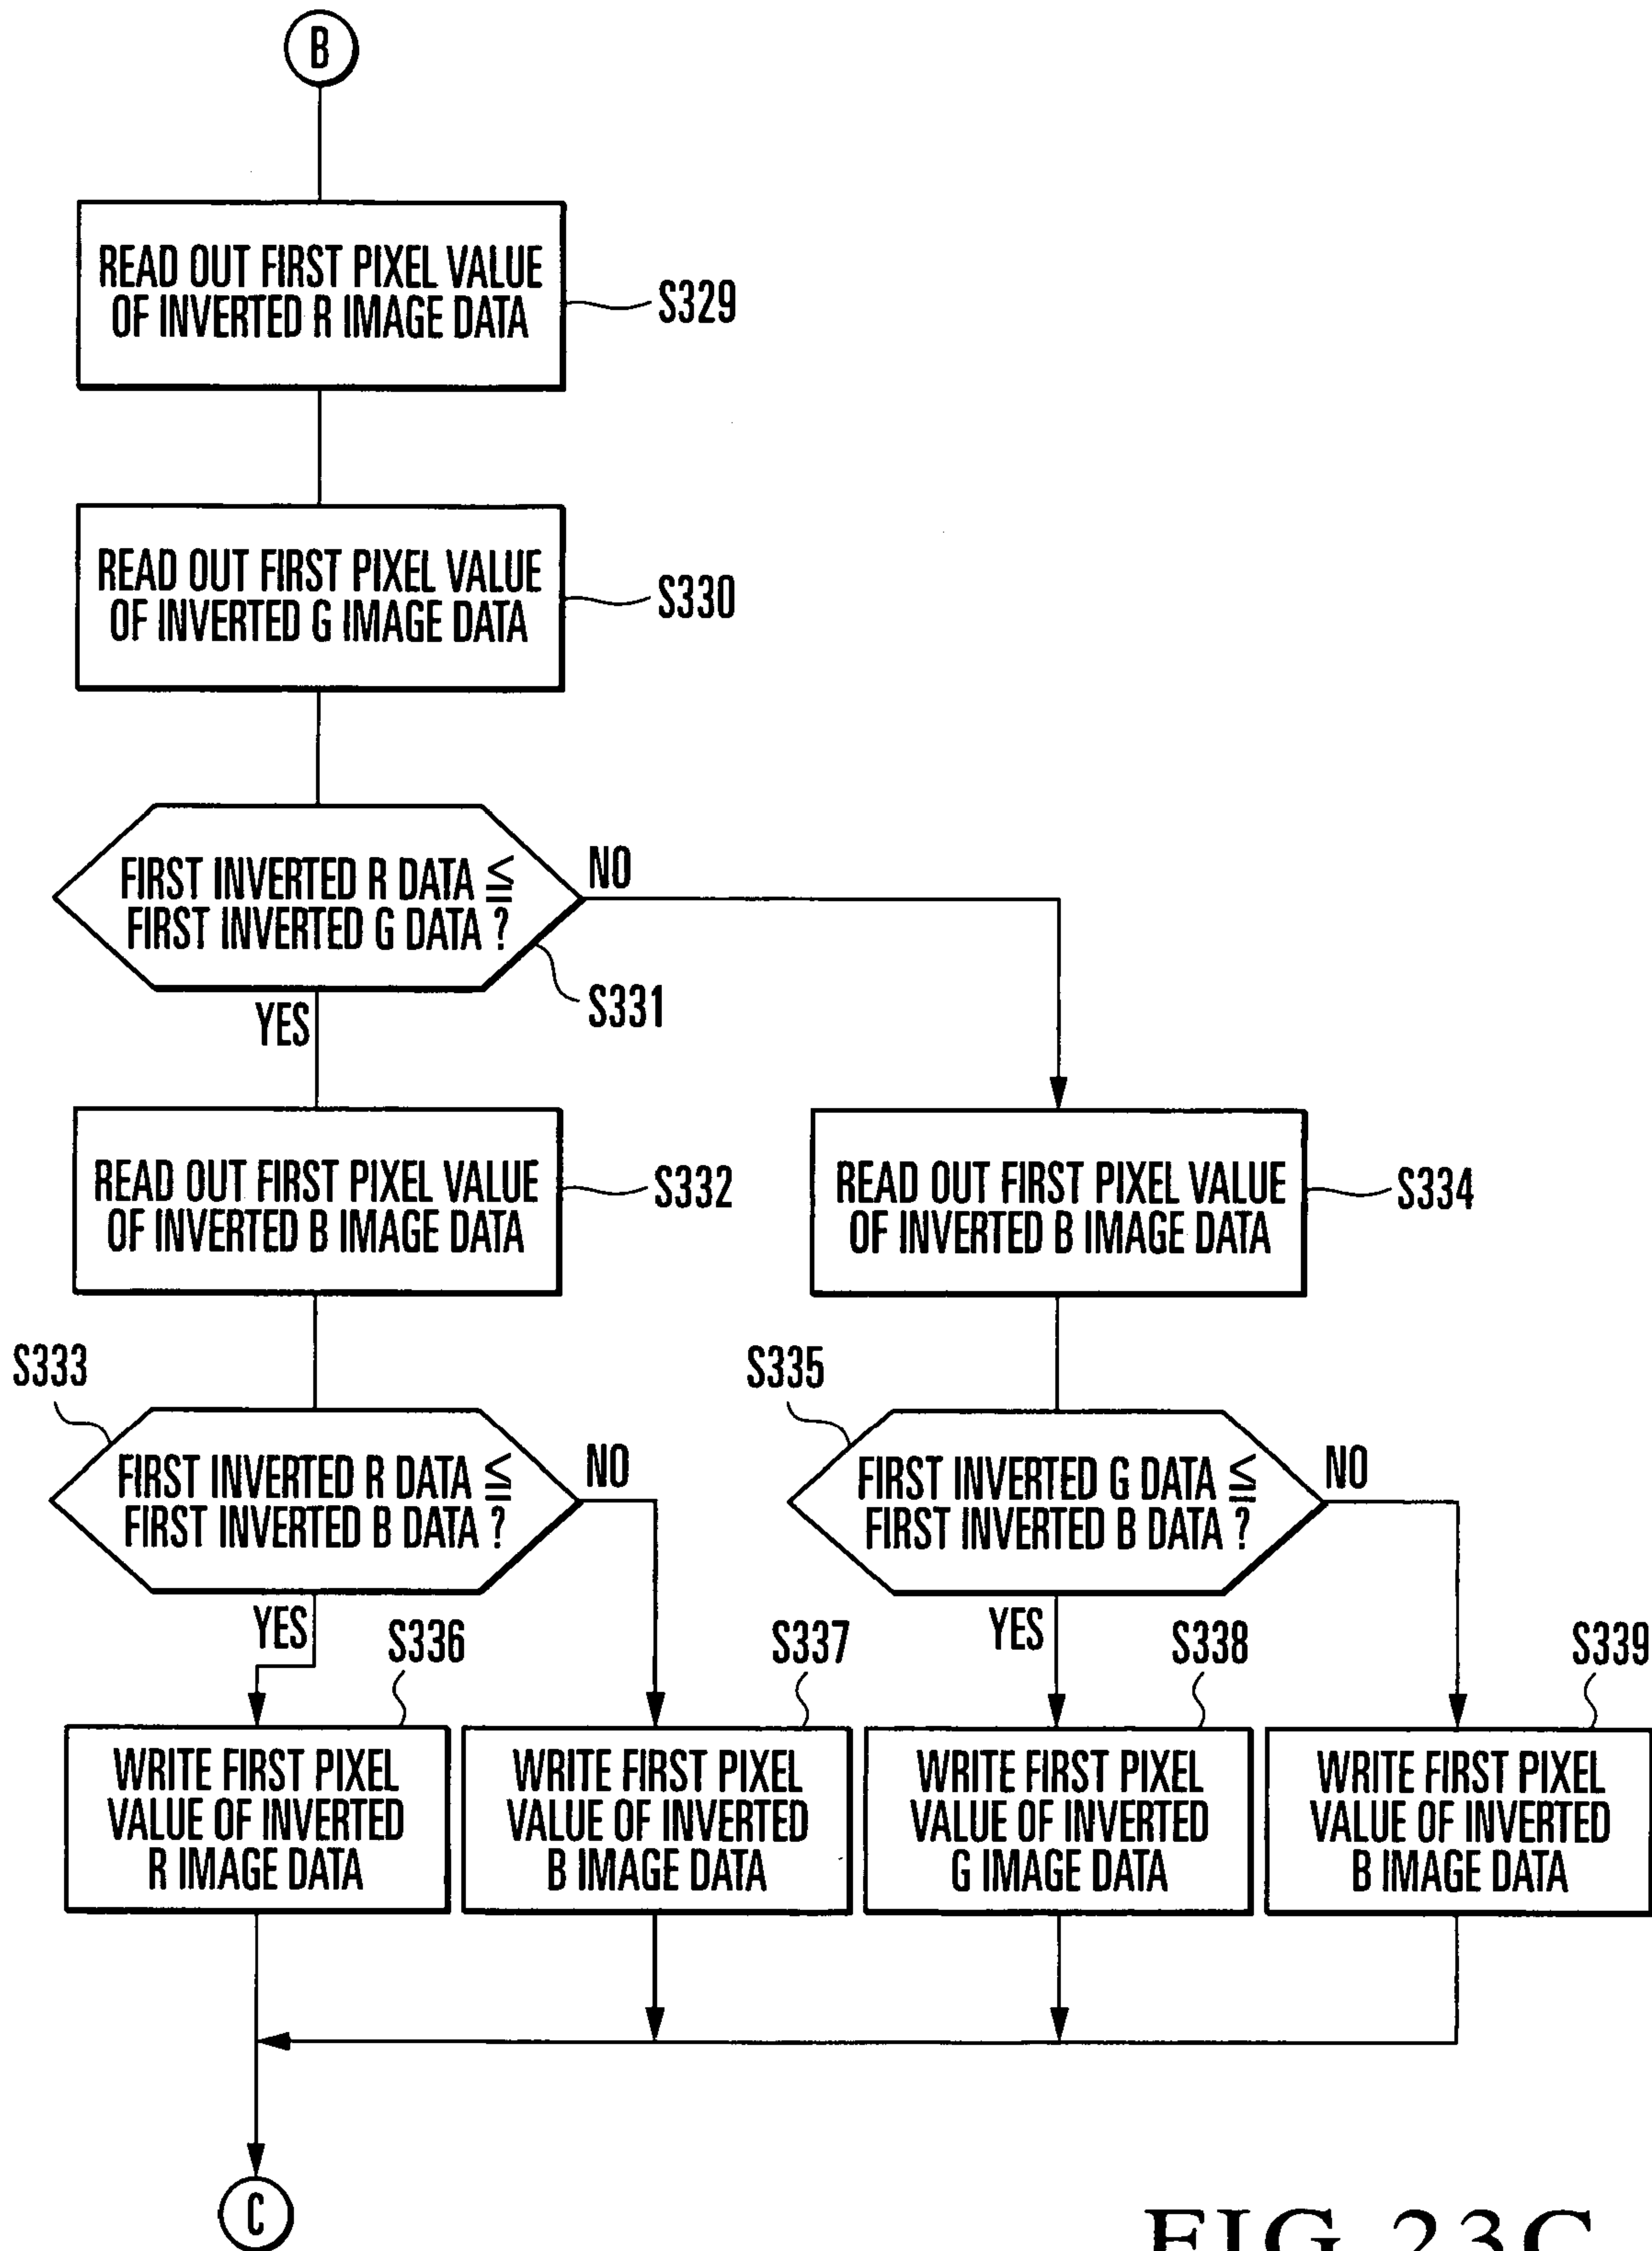 B
READ OUT FIRST PIXEL VALUE
OF INVERTED R IMAGE DATA
S329
READ OUT FIRST PIXEL VALUE
OF INVERTED G IMAGE DATA
S330
FIRST INVERTED R DATA ≦
FIRST INVERTED G DATA ?
NO
S331
YES
READ OUT FIRST PIXEL VALUE
OF INVERTED B IMAGE DATA
S332
READ OUT FIRST PIXEL VALUE
OF INVERTED B IMAGE DATA
S334
S333
FIRST INVERTED R DATA ≦
FIRST INVERTED B DATA ?
NO
YES
S335
FIRST INVERTED G DATA ≦
FIRST INVERTED B DATA ?
NO
YES
S336
WRITE FIRST PIXEL
VALUE OF INVERTED
R IMAGE DATA
S337
WRITE FIRST PIXEL
VALUE OF INVERTED
B IMAGE DATA
S338
WRITE FIRST PIXEL
VALUE OF INVERTED
G IMAGE DATA
S339
WRITE FIRST PIXEL
VALUE OF INVERTED
B IMAGE DATA
C
FIG.23C